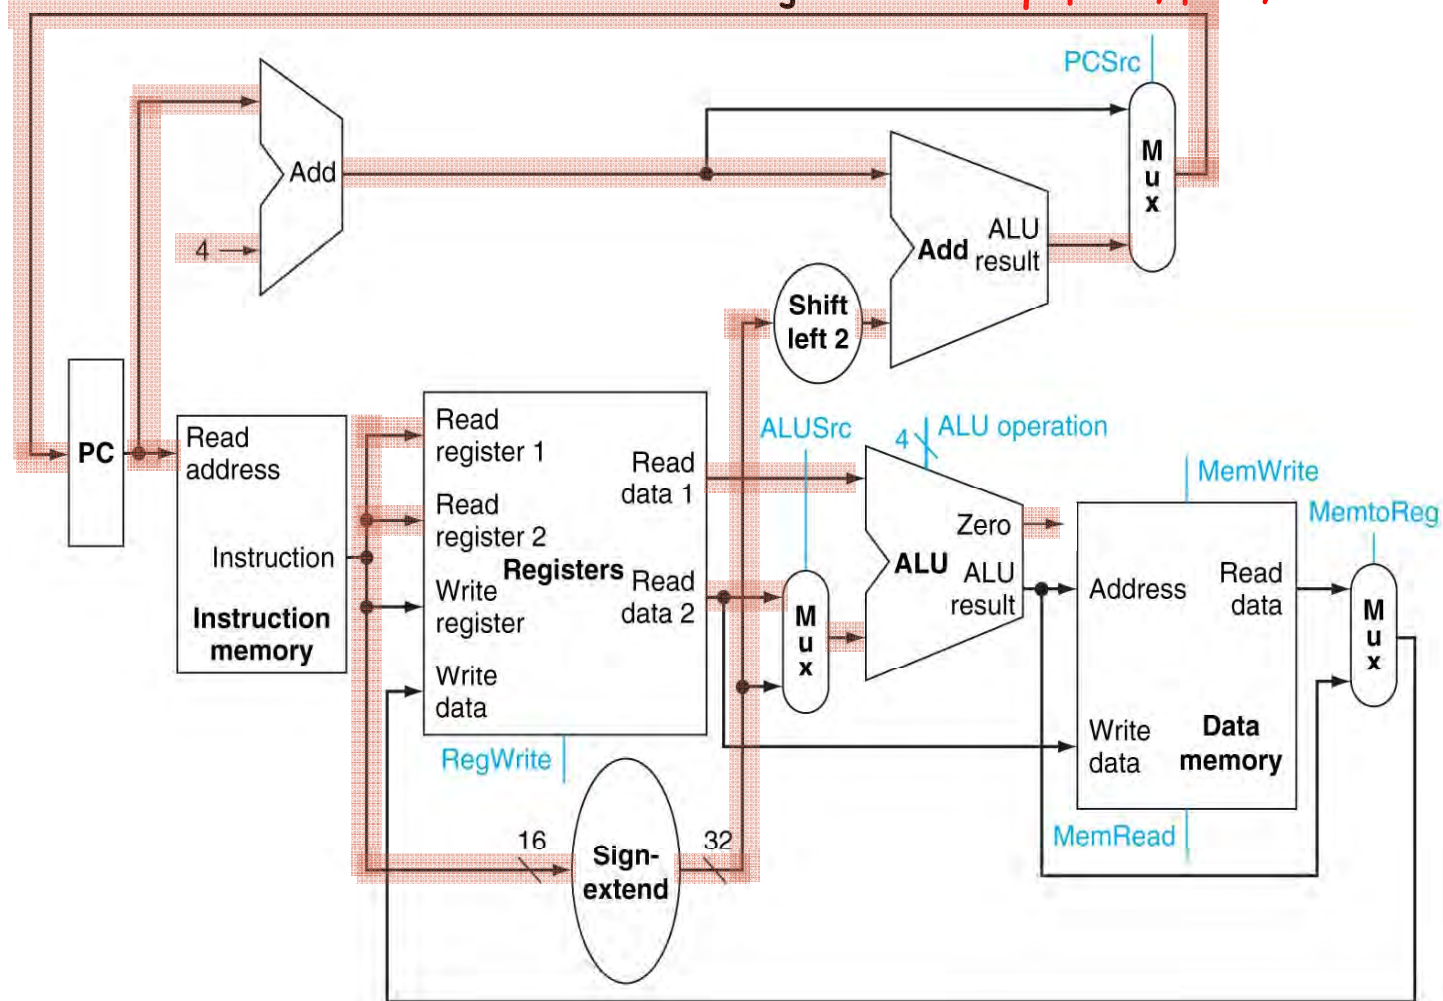 PCSrc
M
u
x
Add
4
Add
ALU
result
Shift
left 2
PC
Read
address
Instruction
Instruction
memory
Read
register 1
Read
register 2
Write
register
Write
data
Registers
Read
data 1
Read
data 2
RegWrite
16
Sign-
extend
32
ALUSrc
M
u
x
4
ALU operation
Zero
ALU
ALU
result
MemWrite
Address
Read
data
Write
data
Data
memory
MemRead
MemtoReg
M
u
x